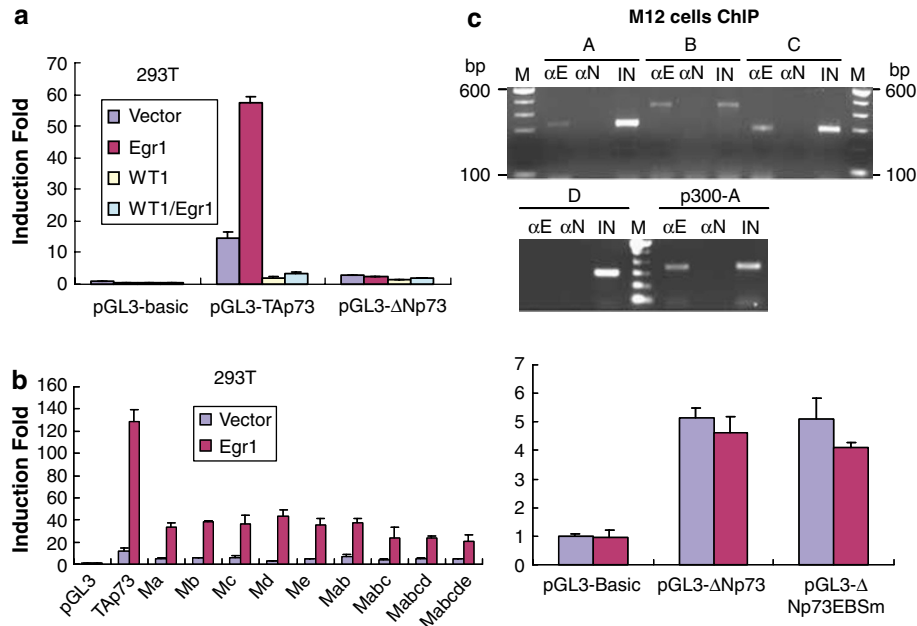 a
293T
Induction Fold
70
60
50
40
30
20
10
0
Vector
Egr1
WT1
WT1/Egr1
pGL3-basic
pGL3-TAp73
pGL3-ΔNp73
c
M12 cells ChIP
A B C
bp M αE αN IN αE αN IN αE αN IN M bp
600 600
100 100
D p300-A
αE αN IN M αE αN IN
b
293T
Induction Fold
160
140
120
100
80
60
40
20
0
Vector
Egr1
pGL3
TAp73
Ma
Mb
Mc
Md
Me
Mab
Mabc
Mabcd
Mabcde
7
6
5
4
3
2
1
0
pGL3-Basic
pGL3-ΔNp73
pGL3-Δ
Np73EBSm